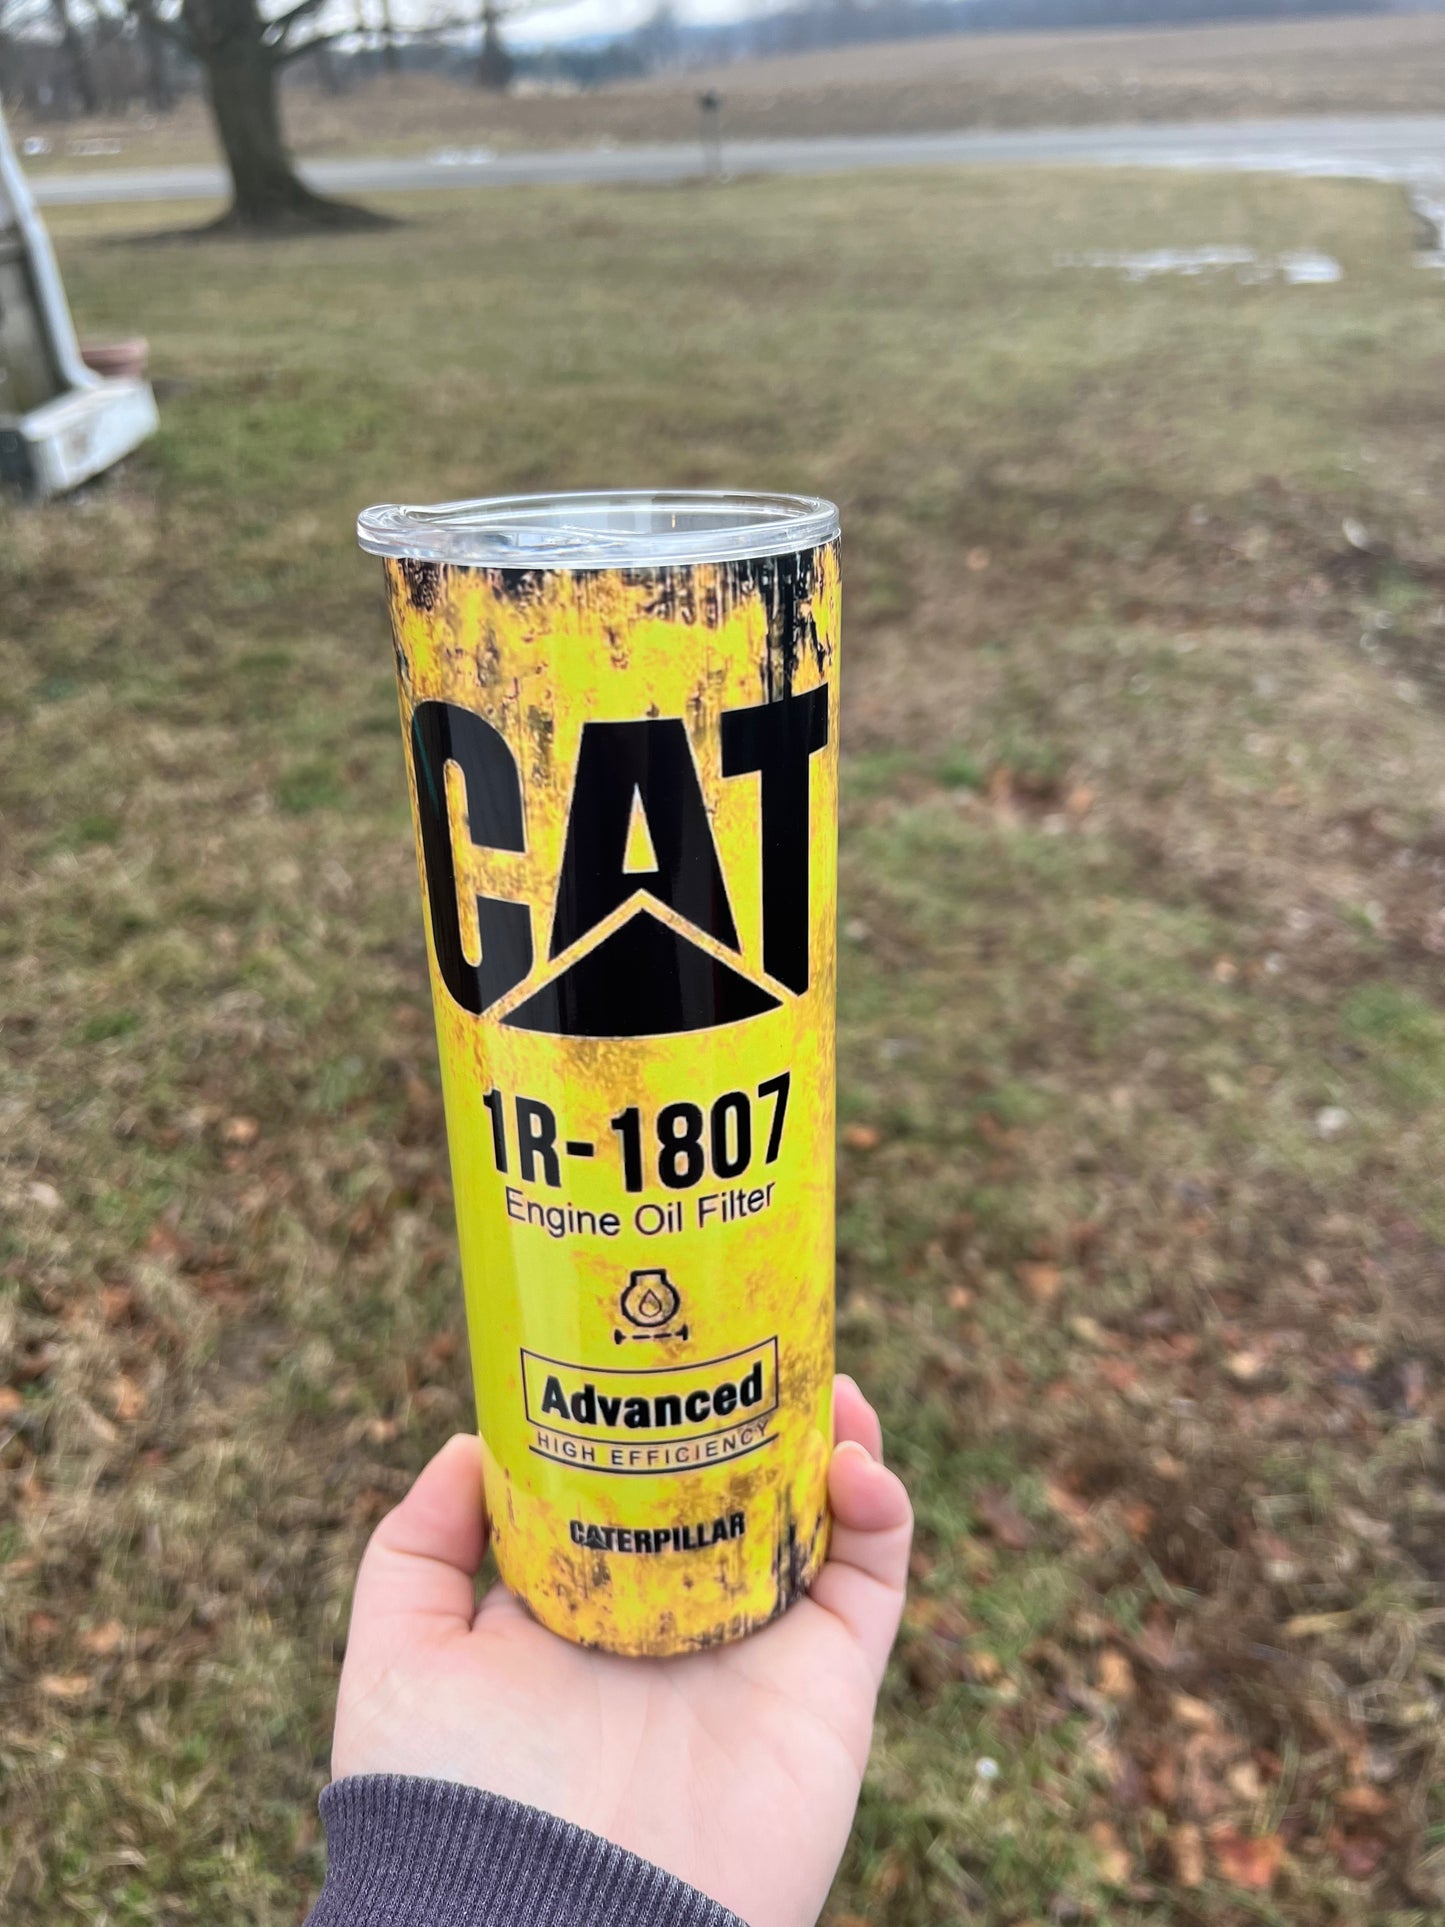 CAT
1R-1807
Engine Oil Filter
Advanced
HIGH EFFICIENCY
CATERPILLAR